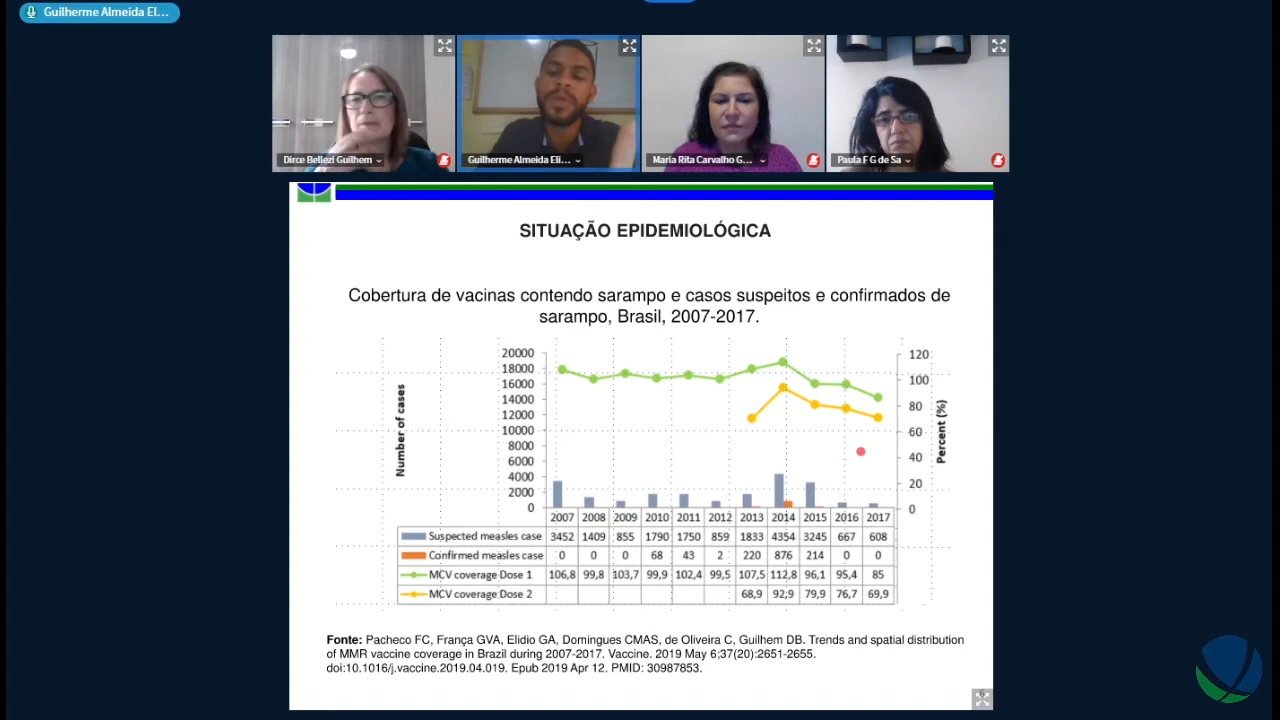 Guilherme Almeida El...
Dirce Bellezi Guilhem
Guilherme Almeida Eli...
Maria Rita Carvalho G...
Paula F G de Sa
SITUAÇÃO EPIDEMIOLÓGICA
Cobertura de vacinas contendo sarampo e casos suspeitos e confirmados de
sarampo, Brasil, 2007-2017.
Number of cases
20000
18000
16000
14000
12000
10000
8000
6000
4000
2000
0
120
100
80
60
40
20
0
Percent (%)
2007 2008 2009 2010 2011 2012 2013 2014 2015 2016 2017
Suspected measles case 3452 1409 855 1790 1750 859 1833 4354 3245 667 608
Confirmed measles case 0 0 0 68 43 2 220 876 214 0 0
MCV coverage Dose 1 106,8 99,8 103,7 99,9 102,4 99,5 107,5 112,8 96,1 95,4 85
MCV coverage Dose 2 68,9 92,9 79,9 76,7 69,9
Fonte: Pacheco FC, França GVA, Elidio GA, Domingues CMAS, de Oliveira C, Guilhem DB. Trends and spatial distribution
of MMR vaccine coverage in Brazil during 2007-2017. Vaccine. 2019 May 6;37(20):2651-2655.
doi:10.1016/j.vaccine.2019.04.019. Epub 2019 Apr 12. PMID: 30987853.